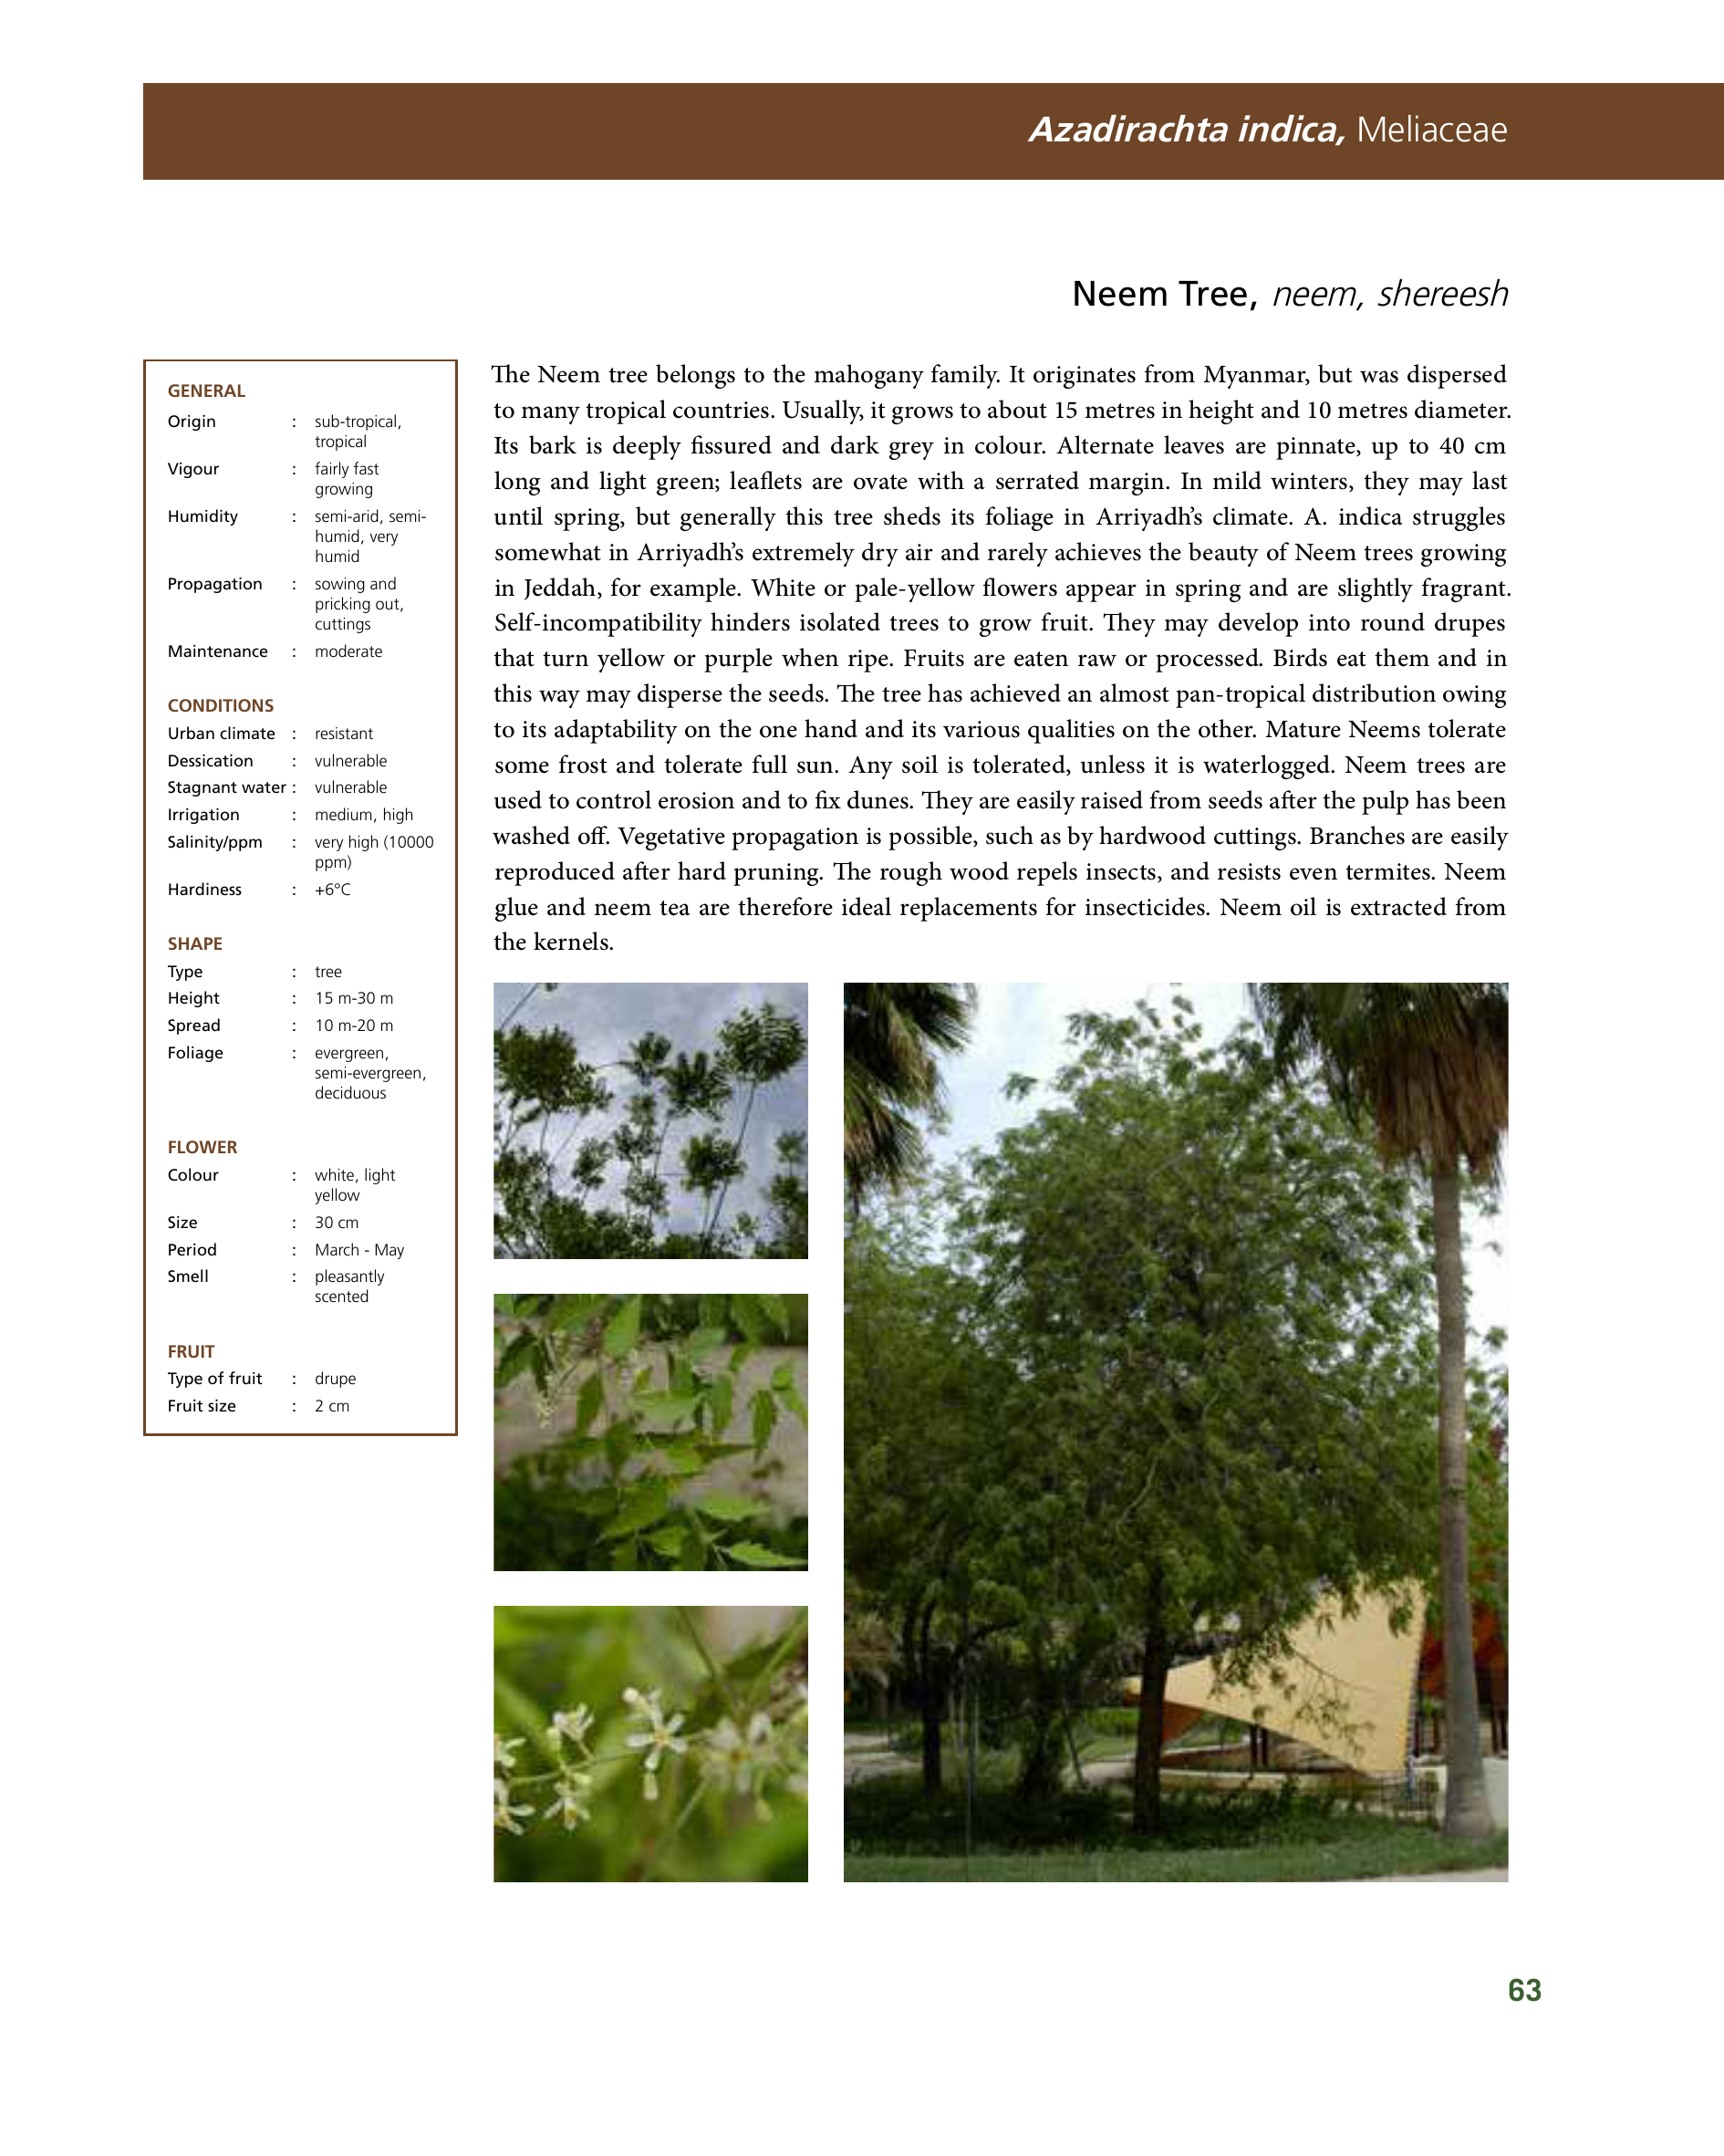 Azadirachta indica, Meliaceae
Neem Tree, neem, shereesh
GENERAL
Origin : sub-tropical,
tropical
Vigour : fairly fast
growing
Humidity : semi-arid, semi-
humid, very
humid
Propagation : sowing and
pricking out,
cuttings
Maintenance : moderate
CONDITIONS
Urban climate : resistant
Dessication : vulnerable
Stagnant water : vulnerable
Irrigation : medium, high
Salinity/ppm : very high (10000
ppm)
Hardiness : +6°C
SHAPE
Type : tree
Height : 15 m-30 m
Spread : 10 m-20 m
Foliage : evergreen,
semi-evergreen,
deciduous
FLOWER
Colour : white, light
yellow
Size : 30 cm
Period : March - May
Smell : pleasantly
scented
FRUIT
Type of fruit : drupe
Fruit size : 2 cm
The Neem tree belongs to the mahogany family. It originates from Myanmar, but was dispersed
to many tropical countries. Usually, it grows to about 15 metres in height and 10 metres diameter.
Its bark is deeply fissured and dark grey in colour. Alternate leaves are pinnate, up to 40 cm
long and light green; leaflets are ovate with a serrated margin. In mild winters, they may last
until spring, but generally this tree sheds its foliage in Arriyadh's climate. A. indica struggles
somewhat in Arriyadh's extremely dry air and rarely achieves the beauty of Neem trees growing
in Jeddah, for example. White or pale-yellow flowers appear in spring and are slightly fragrant.
Self-incompatibility hinders isolated trees to grow fruit. They may develop into round drupes
that turn yellow or purple when ripe. Fruits are eaten raw or processed. Birds eat them and in
this way may disperse the seeds. The tree has achieved an almost pan-tropical distribution owing
to its adaptability on the one hand and its various qualities on the other. Mature Neems tolerate
some frost and tolerate full sun. Any soil is tolerated, unless it is waterlogged. Neem trees are
used to control erosion and to fix dunes. They are easily raised from seeds after the pulp has been
washed off. Vegetative propagation is possible, such as by hardwood cuttings. Branches are easily
reproduced after hard pruning. The rough wood repels insects, and resists even termites. Neem
glue and neem tea are therefore ideal replacements for insecticides. Neem oil is extracted from
the kernels.
63